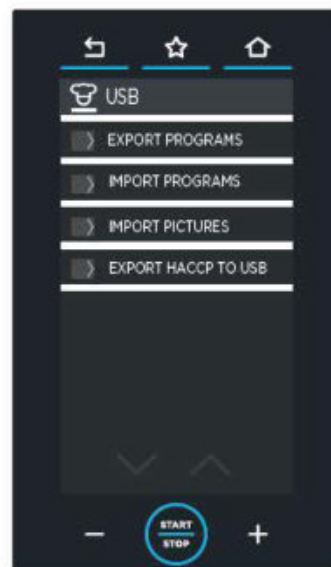 USB
EXPORT PROGRAMS
IMPORT PROGRAMS
IMPORT PICTURES
EXPORT HACCP TO USB
START
STOP